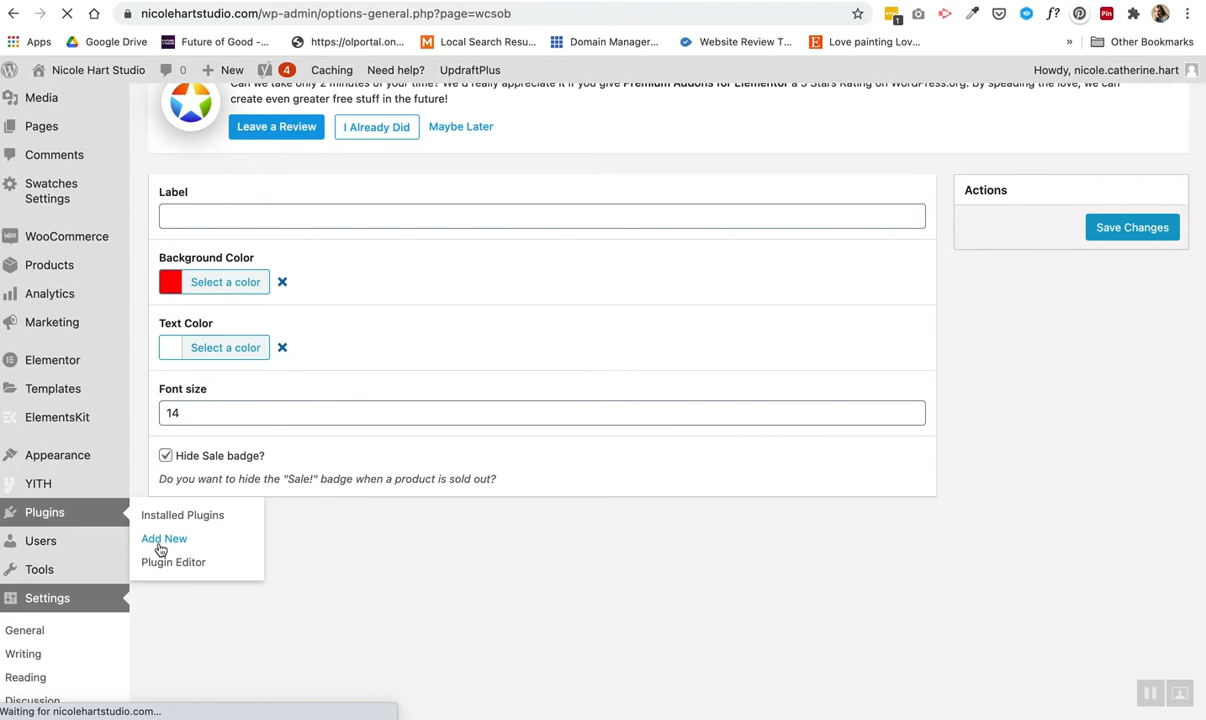 nicolehartstudio.com/wp-admin/options-general.php?page=wcsob
1
f?
Pin
Apps
Google Drive
Future of Good -...
https://olportal.on...
Local Search Resu...
Domain Manager...
Website Review T...
Love painting Lov...
»
Other Bookmarks
Nicole Hart Studio
0
New
4
Caching
Need help?
UpdraftPlus
Howdy, nicole.catherine.hart
Can we take only 2 minutes of your time? We'd really appreciate it if you give Premium Addons for Elementor a 5 Stars Rating on WordPress.org. By speading the love, we can
create even greater free stuff in the future!
Leave a Review
I Already Did
Maybe Later
Media
Pages
Comments
Swatches
Settings
WooCommerce
Products
Analytics
Marketing
Elementor
Templates
ElementsKit
Appearance
YITH
Plugins
Users
Tools
Settings
General
Writing
Reading
Discussion
Installed Plugins
Add New
Plugin Editor
Label
Background Color
Select a color
Text Color
Select a color
Font size
14
Hide Sale badge?
Do you want to hide the "Sale!" badge when a product is sold out?
Actions
Save Changes
Waiting for nicolehartstudio.com...